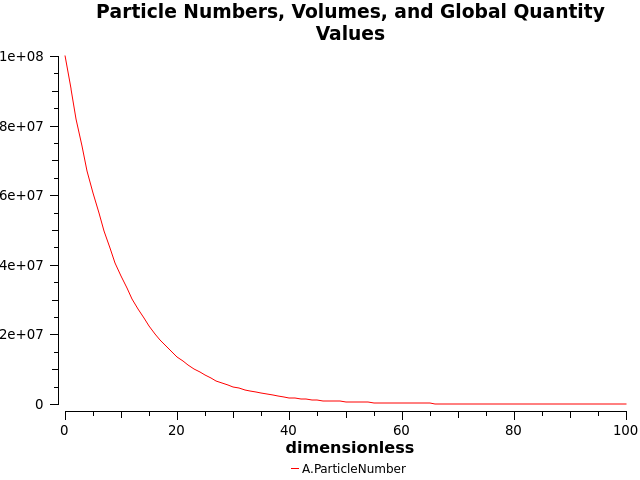 Particle Numbers, Volumes, and Global Quantity
Values
1e+08
8e+07
6e+07
4e+07
2e+07
0
0 20 40 60 80 100
dimensionless
A.ParticleNumber